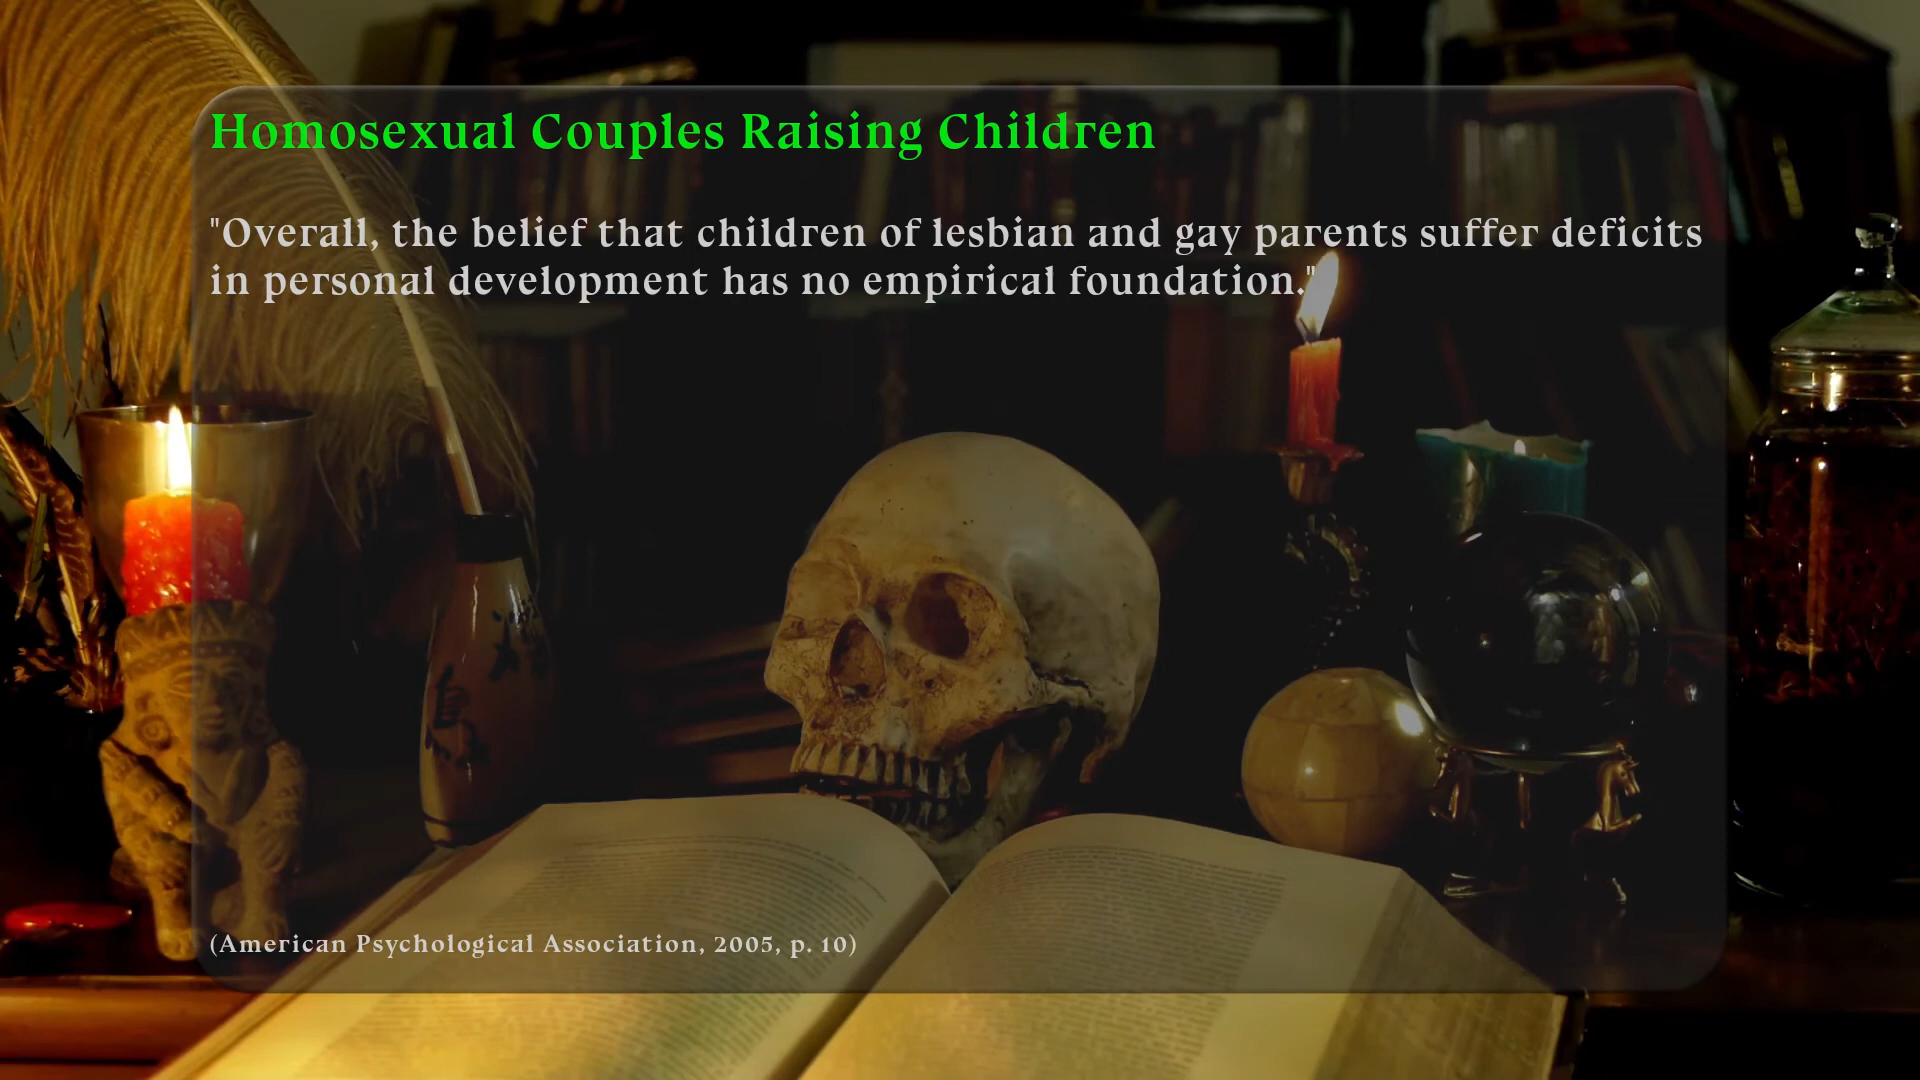 Homosexual Couples Raising Children
"Overall, the belief that children of lesbian and gay parents suffer deficits
in personal development has no empirical foundation."
(American Psychological Association, 2005, p. 10)